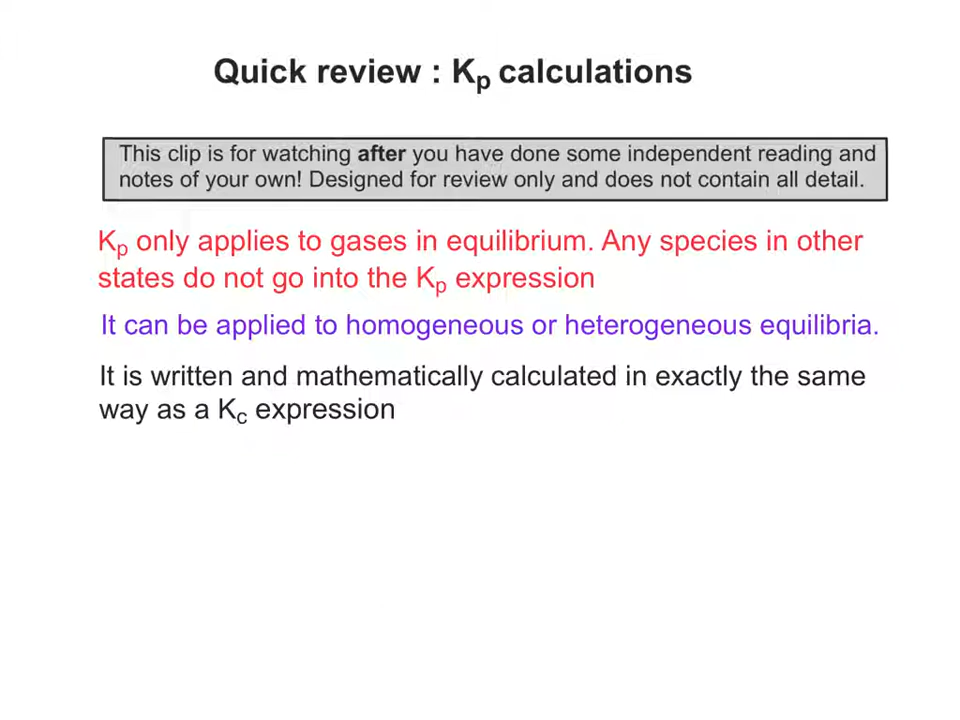 Quick review : Kp calculations
This clip is for watching after you have done some independent reading and
notes of your own! Designed for review only and does not contain all detail.
Kp only applies to gases in equilibrium. Any species in other
states do not go into the Kp expression
It can be applied to homogeneous or heterogeneous equilibria.
It is written and mathematically calculated in exactly the same
way as a Kc expression